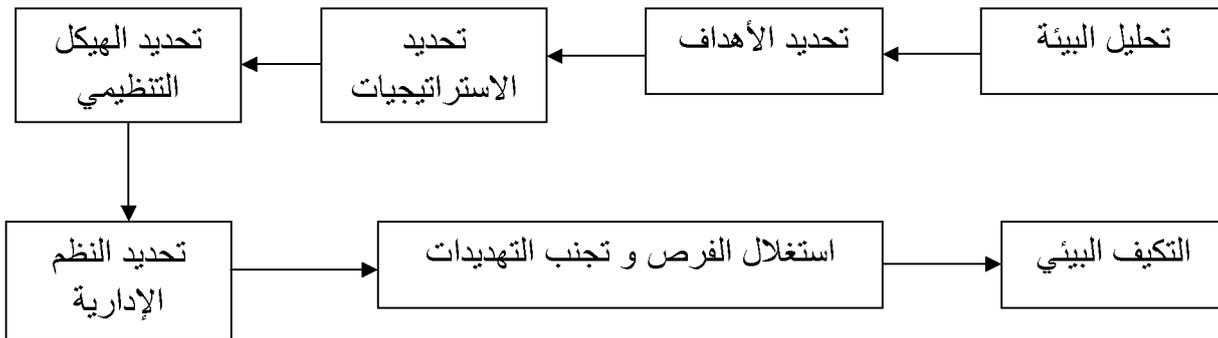 تحليل البيئة
تحديد الأهداف
تحديد
الاستراتيجيات
تحديد الهيكل
التنظيمي
تحديد النظم
الإدارية
استغلال الفرص و تجنب التهديدات
التكيف البيئي